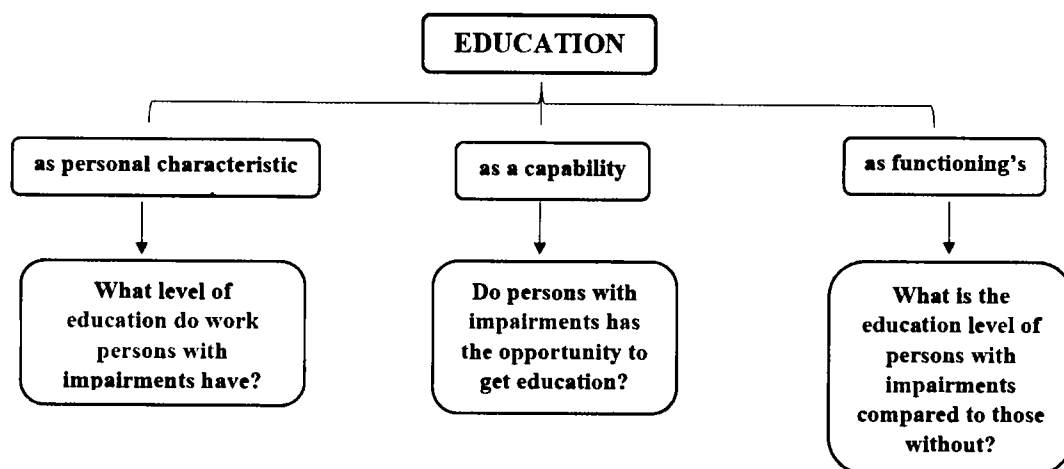 EDUCATION
as personal characteristic
as a capability
as functioning's
What level of
education do work
persons with
impairments have?
Do persons with
impairments has
the opportunity to
get education?
What is the
education level of
persons with
impairments
compared to those
without?